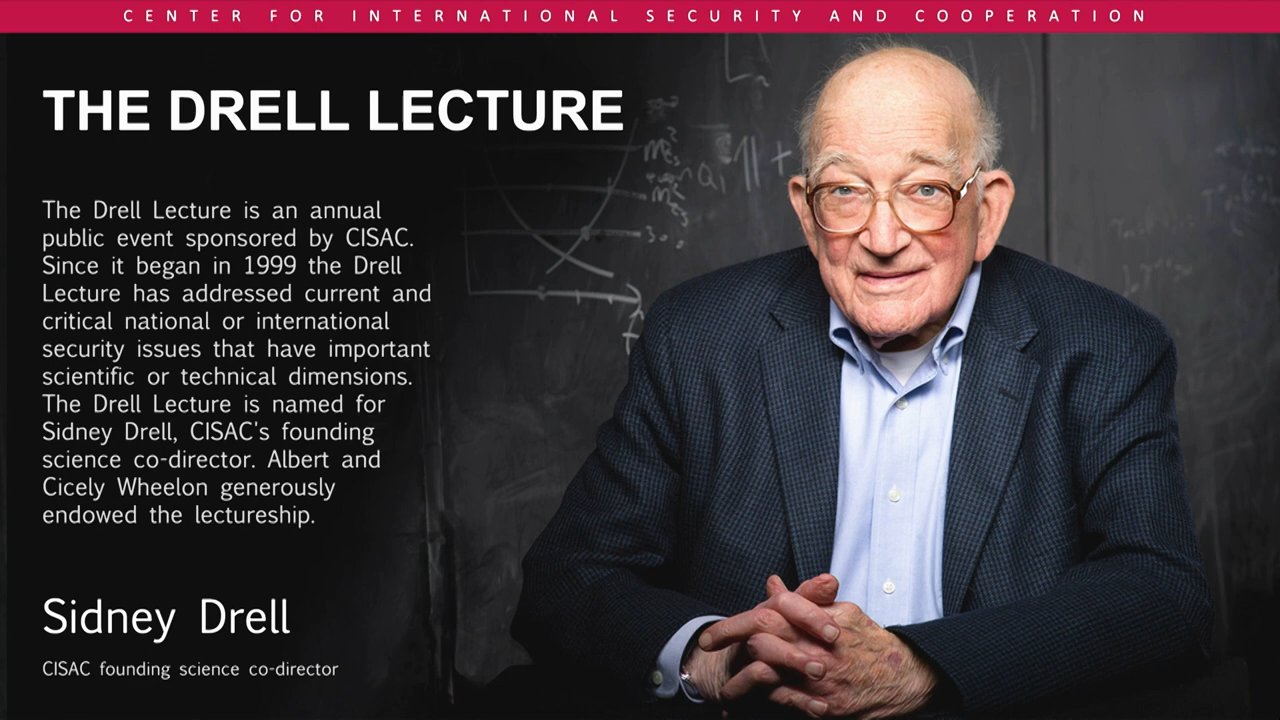 CENTER FOR INTERNATIONAL SECURITY AND COOPERATION
THE DRELL LECTURE
The Drell Lecture is an annual
public event sponsored by CISAC.
Since it began in 1999 the Drell
Lecture has addressed current and
critical national or international
security issues that have important
scientific or technical dimensions.
The Drell Lecture is named for
Sidney Drell, CISAC's founding
science co-director. Albert and
Cicely Wheelon generously
endowed the lectureship.
Sidney Drell
CISAC founding science co-director